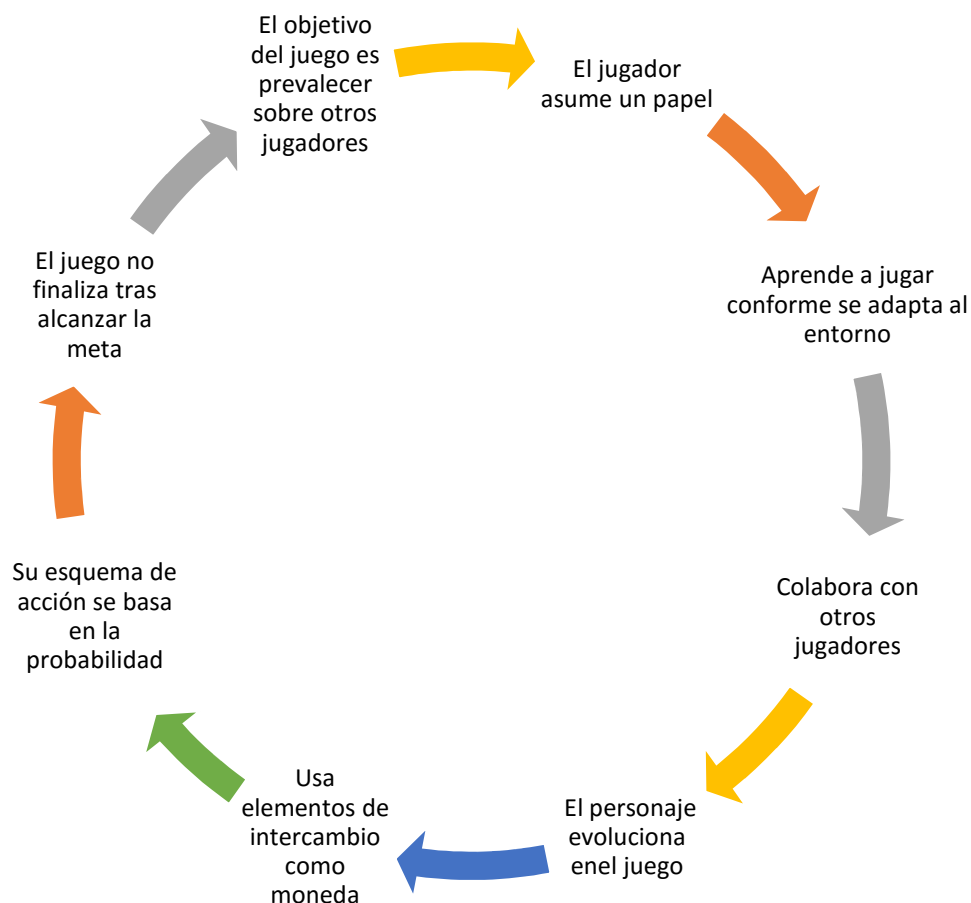 El objetivo
del juego es
prevalecer
sobre otros
jugadores
El jugador
asume un papel
Aprende a jugar
conforme se adapta al
entorno
Colabora con
otros
jugadores
El personaje
evoluciona
enel juego
Usa
elementos de
intercambio
como
moneda
Su esquema de
acción se basa
en la
probabilidad
El juego no
finaliza tras
alcanzar la
meta